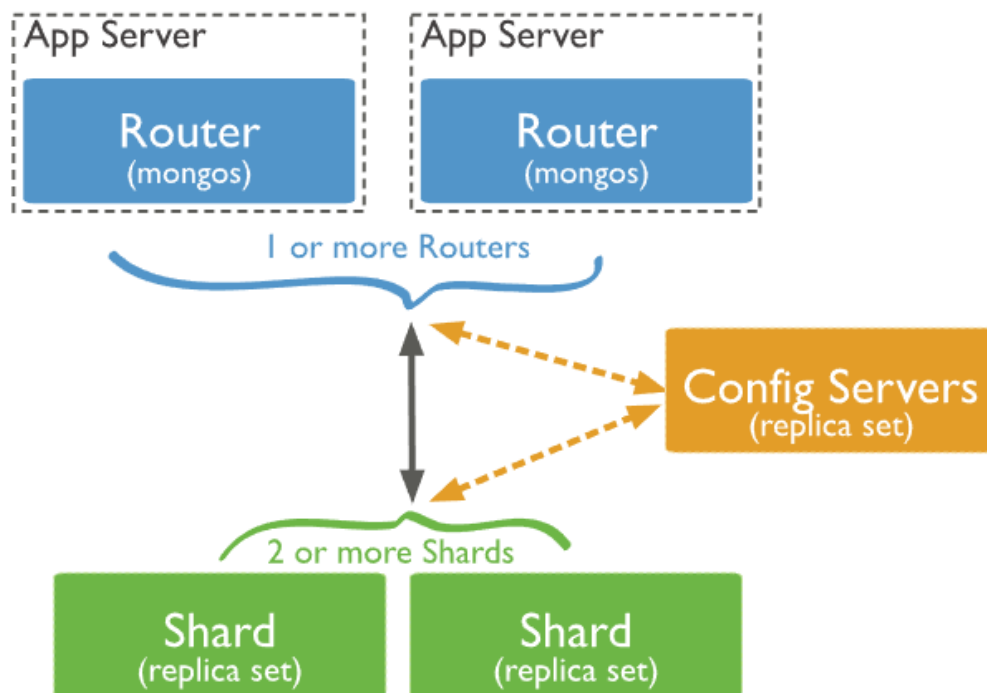 App Server
App Server
Router
(mongos)
Router
(mongos)
1 or more Routers
Config Servers
(replica set)
2 or more Shards
Shard
(replica set)
Shard
(replica set)